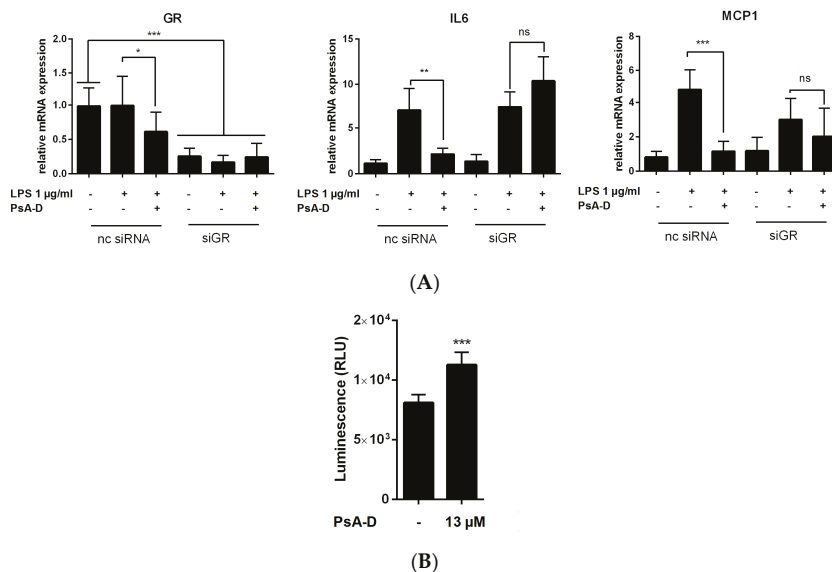 GR
IL6
MCP1
relative mRNA expression
2.0
1.5
1.0
0.5
0.0
***
*
LPS 1 µg/ml - + + - + +
PsA-D - - + - - +
nc siRNA siGR
relative mRNA expression
15
10
5
0
**
ns
LPS 1 µg/ml - + + - + +
PsA-D - - + - - +
nc siRNA siGR
relative mRNA expression
8
6
4
2
0
***
ns
LPS 1 µg/ml - + + - + +
PsA-D - - + - - +
nc siRNA siGR
(A)
Luminescence (RLU)
2×10⁴
1×10⁴
5×10³
0
***
PsA-D - 13 µM
(B)